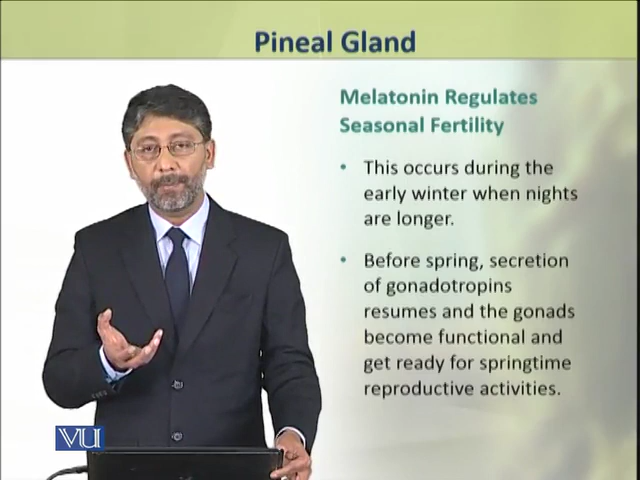 Pineal Gland
Melatonin Regulates
Seasonal Fertility
• This occurs during the
early winter when nights
are longer.
• Before spring, secretion
of gonadotropins
resumes and the gonads
become functional and
get ready for springtime
reproductive activities.
VU